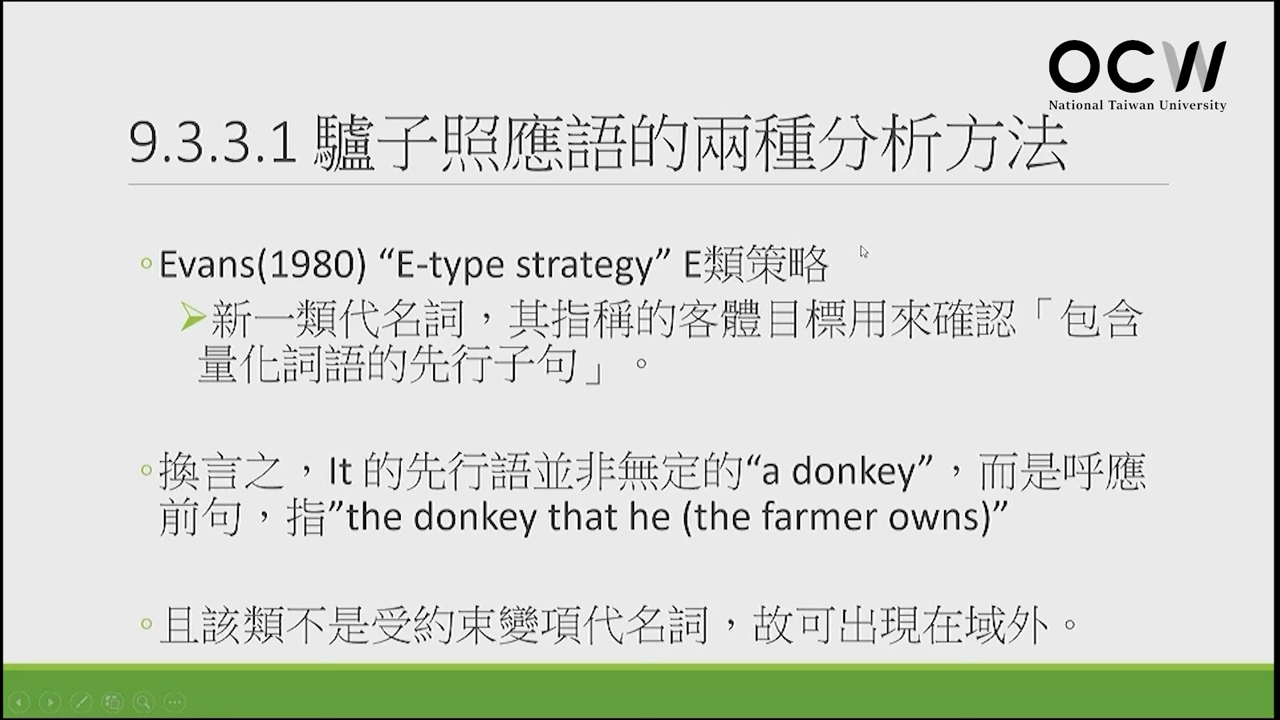 OCW
National Taiwan University
9.3.3.1 驢子照應語的兩種分析方法
Evans(1980) “E-type strategy” E類策略
新一類代名詞，其指稱的客體目標用來確認「包含
量化詞語的先行子句」。
換言之，It 的先行語並非無定的“a donkey”，而是呼應
前句，指”the donkey that he (the farmer owns)”
且該類不是受約束變項代名詞，故可出現在域外。